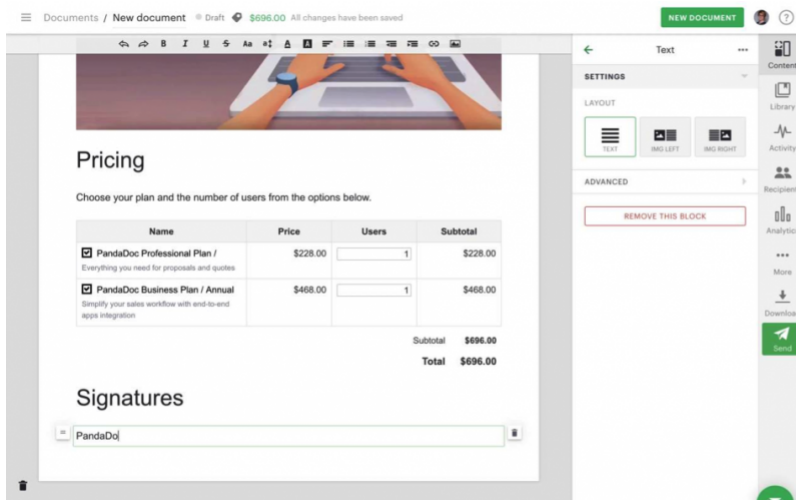 Documents / New document Draft $696.00 All changes have been saved
NEW DOCUMENT
B I U S Aa
Pricing
Choose your plan and the number of users from the options below.
Name Price Users Subtotal
PandaDoc Professional Plan / $228.00 1 $228.00
Everything you need for proposals and quotes
PandaDoc Business Plan / Annual $468.00 1 $468.00
Simplify your sales workflow with end-to-end
apps integration
Subtotal $696.00
Total $696.00
Signatures
PandaDo
Text
SETTINGS
LAYOUT
TEXT IMG LEFT IMG RIGHT
ADVANCED
REMOVE THIS BLOCK
Content
Library
Activity
Recipien
Analytic
More
Downloa
Send